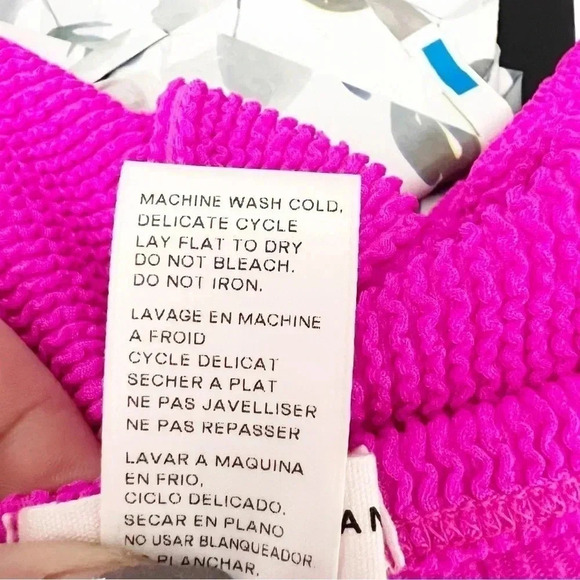 MACHINE WASH COLD,
DELICATE CYCLE
LAY FLAT TO DRY
DO NOT BLEACH.
DO NOT IRON.
LAVAGE EN MACHINE
A FROID
CYCLE DELICAT
SECHER A PLAT
NE PAS JAVELLISER
NE PAS REPASSER
LAVAR A MAQUINA
EN FRIO,
CICLO DELICADO,
SECAR EN PLANO
NO USAR BLANQUEADOR
PLANCHAR,
AN